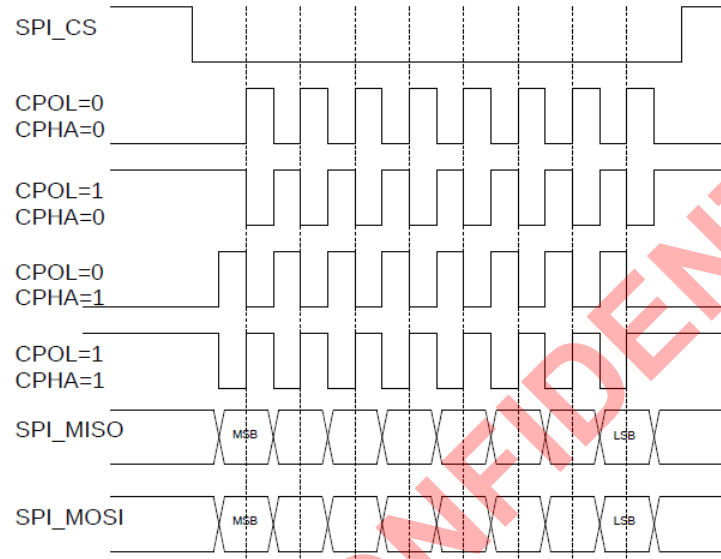 SPI_CS
CPOL=0
CPHA=0
CPOL=1
CPHA=0
CPOL=0
CPHA=1
CPOL=1
CPHA=1
SPI_MISO
MSB
LSB
SPI_MOSI
MSB
LSB
ONFIDENT